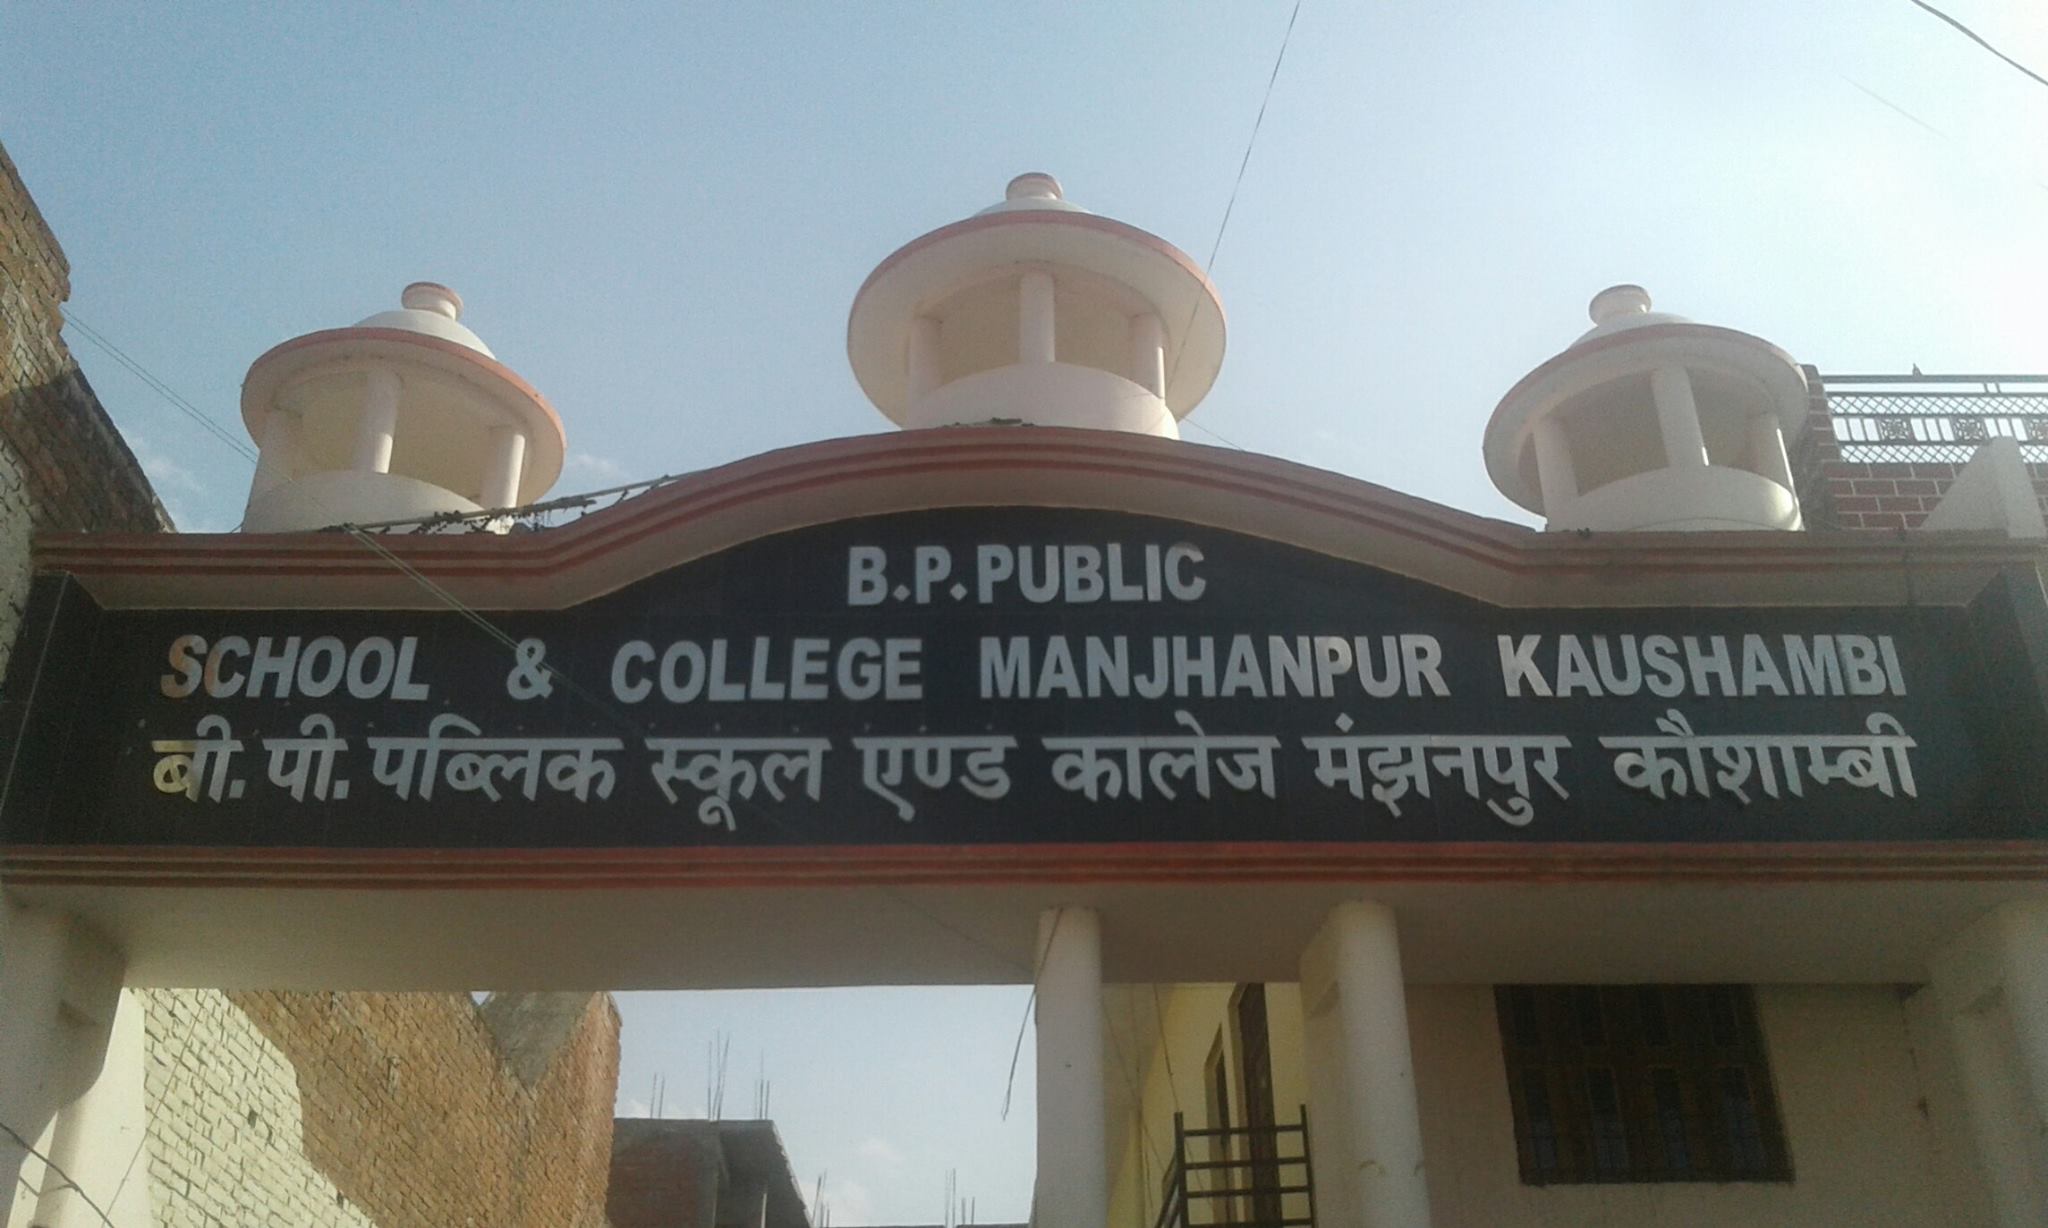 B.P.PUBLIC
SCHOOL & COLLEGE MANJHANPUR KAUSHAMBI
बी. पी. पब्लिक स्कूल एण्ड कालेज मंझनपुर कौशाम्बी